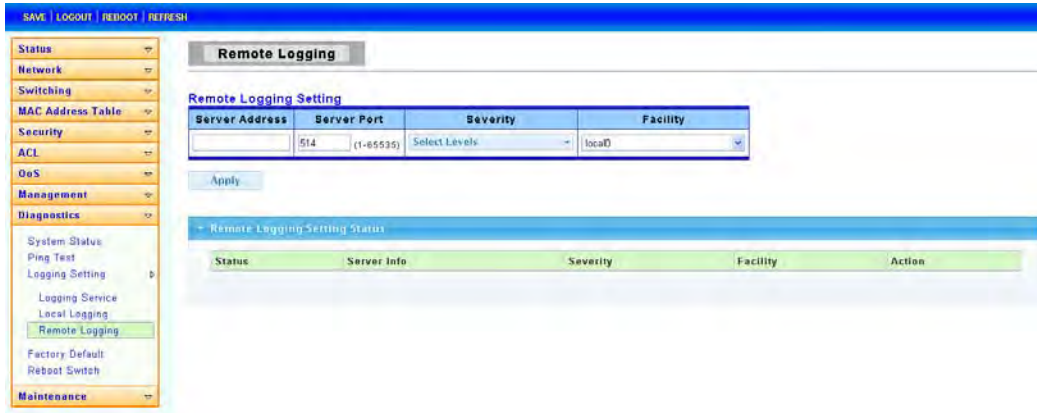 SAVE | LOGOUT | REBOOT | REFRESH
Status
Network
Switching
MAC Address Table
Security
ACL
QoS
Management
Diagnostics
System Status
Ping Test
Logging Setting
Logging Service
Local Logging
Remote Logging
Factory Default
Reboot Switch
Maintenance
Remote Logging
Remote Logging Setting
Server Address Server Port Severity Facility
514 (1-65535) Select Levels local0
Apply
Remote Logging Setting Status
Status Server Info Severity Facility Action